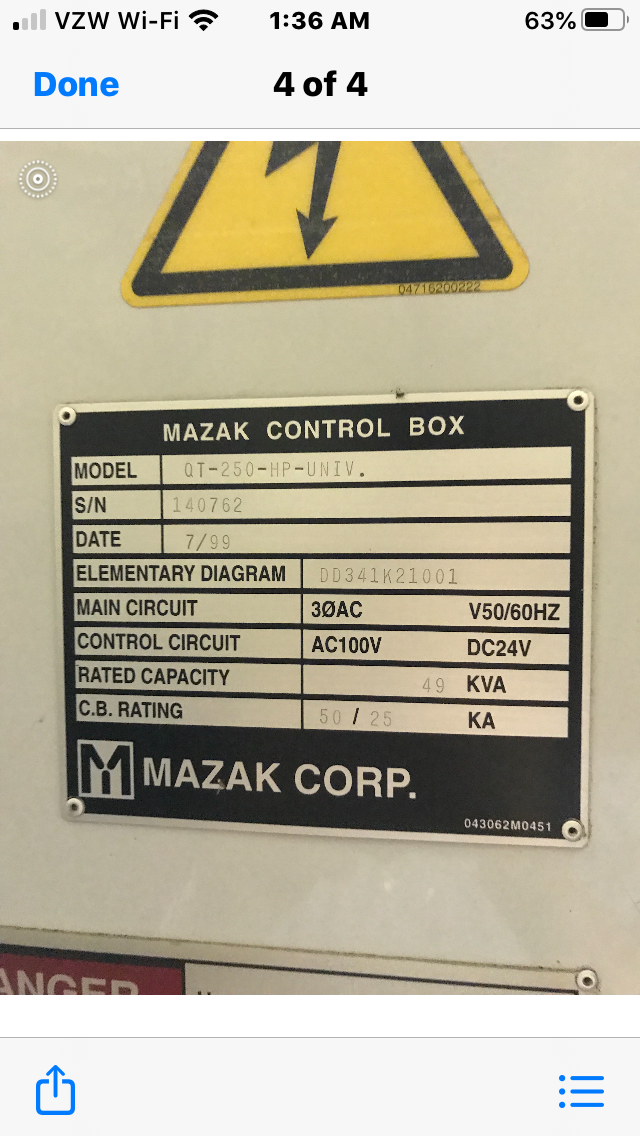 VZW Wi-Fi 1:36 AM 63%
Done 4 of 4
04716200222
MAZAK CONTROL BOX
MODEL QT-250-HP-UNIV.
S/N 140762
DATE 7/99
ELEMENTARY DIAGRAM DD341K21001
MAIN CIRCUIT 3ØAC V50/60HZ
CONTROL CIRCUIT AC100V DC24V
RATED CAPACITY 49 KVA
C.B. RATING 50 / 25 KA
M MAZAK CORP.
043062M0451
ANGER